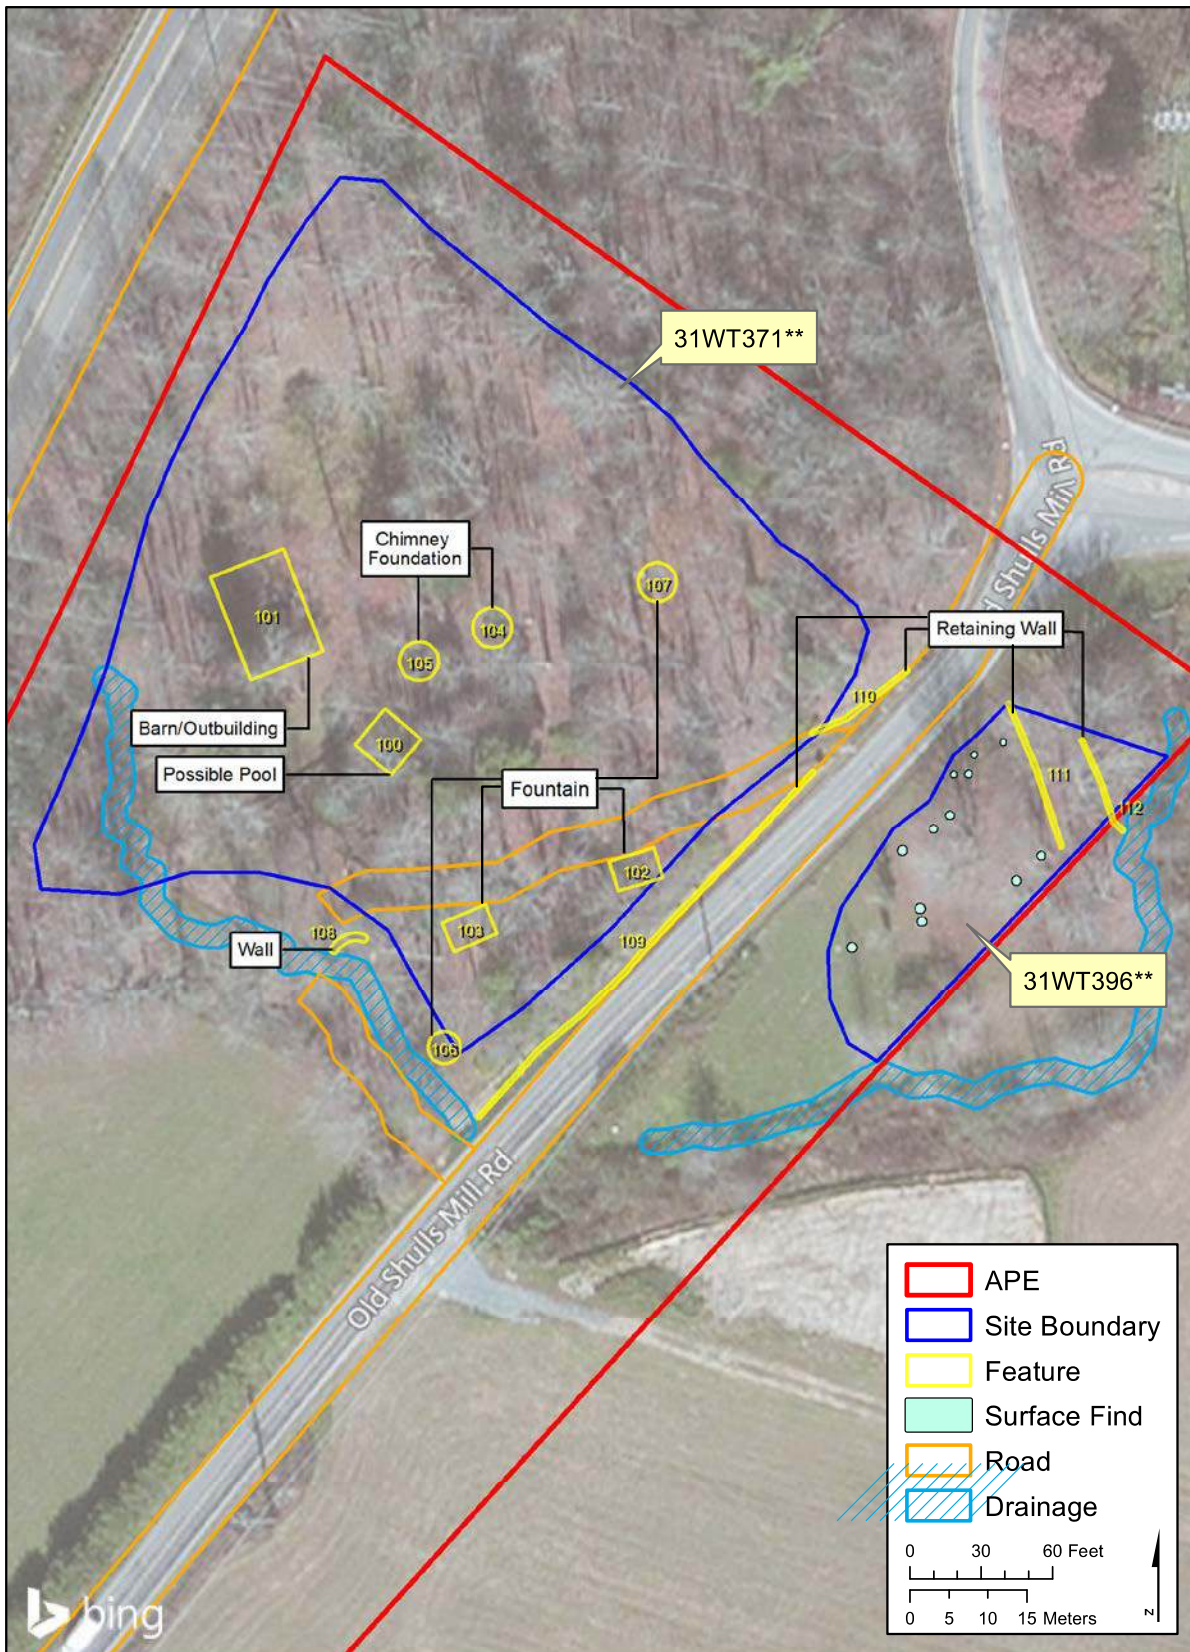 31WT371**
Old Shulls Mill Rd
Chimney
Foundation
107
101
104
105
Retaining Wall
110
Barn/Outbuilding
100
Possible Pool
Fountain
111
112
102
103
108
109
Wall
31WT396**
106
Old Shulls Mill Rd
APE
Site Boundary
Feature
Surface Find
Road
Drainage
0 30 60 Feet
0 5 10 15 Meters
N
bing